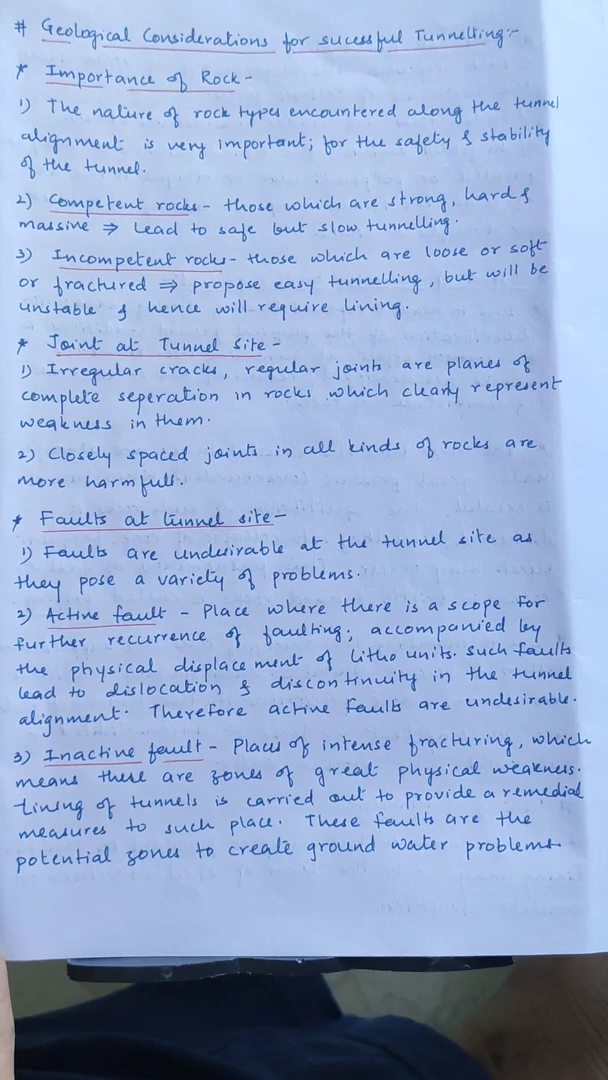 # Geological Considerations for sucessful Tunnelling:-
* Importance of Rock -
1) The nature of rock types encountered along the tunnel
alignment is very important; for the safety & stability
of the tunnel.
2) Competent rocks - those which are strong, hard &
massive ⇒ Lead to safe but slow tunnelling.
3) Incompetent rocks - those which are loose or soft
or fractured ⇒ propose easy tunnelling, but will be
unstable & hence will require lining.
* Joint at Tunnel Site -
1) Irregular cracks, regular joints are planes of
complete seperation in rocks which clearly represent
weakness in them.
2) Closely spaced joints in all kinds of rocks are
more harmfull.
* Faults at tunnel site -
1) Faults are undesirable at the tunnel site as
they pose a variety of problems.
2) Active fault - Place where there is a scope for
further recurrence of faulting; accompanied by
the physical displacement of litho units. such faults
lead to dislocation & discontinuity in the tunnel
alignment. Therefore active Faults are undesirable.
3) Inactive fault - Places of intense fracturing, which
means there are zones of great physical weakness.
Lining of tunnels is carried out to provide a remedial
measures to such place. These faults are the
potential zones to create ground water problems